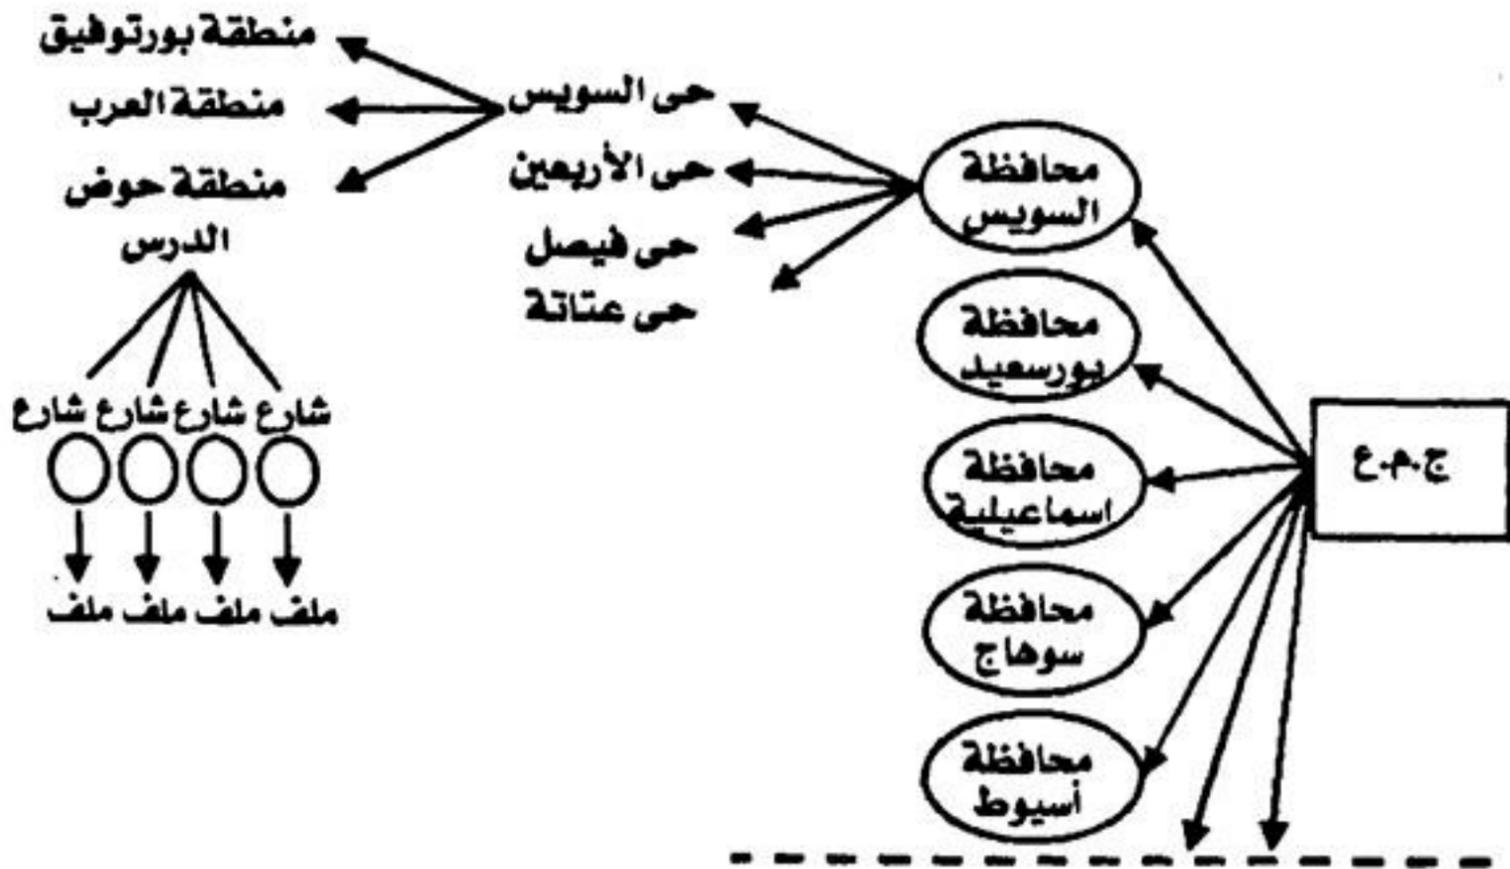 ج.م.ع
محافظة
السويس
محافظة
بورسعيد
محافظة
اسماعيلية
محافظة
سوهاج
محافظة
أسيوط
حى السويس
حى الأربعين
حى فيصل
حى عتاتة
منطقة بورتوفيق
منطقة العرب
منطقة حوض
الدرس
شارع شارع شارع شارع
ملف ملف ملف ملف